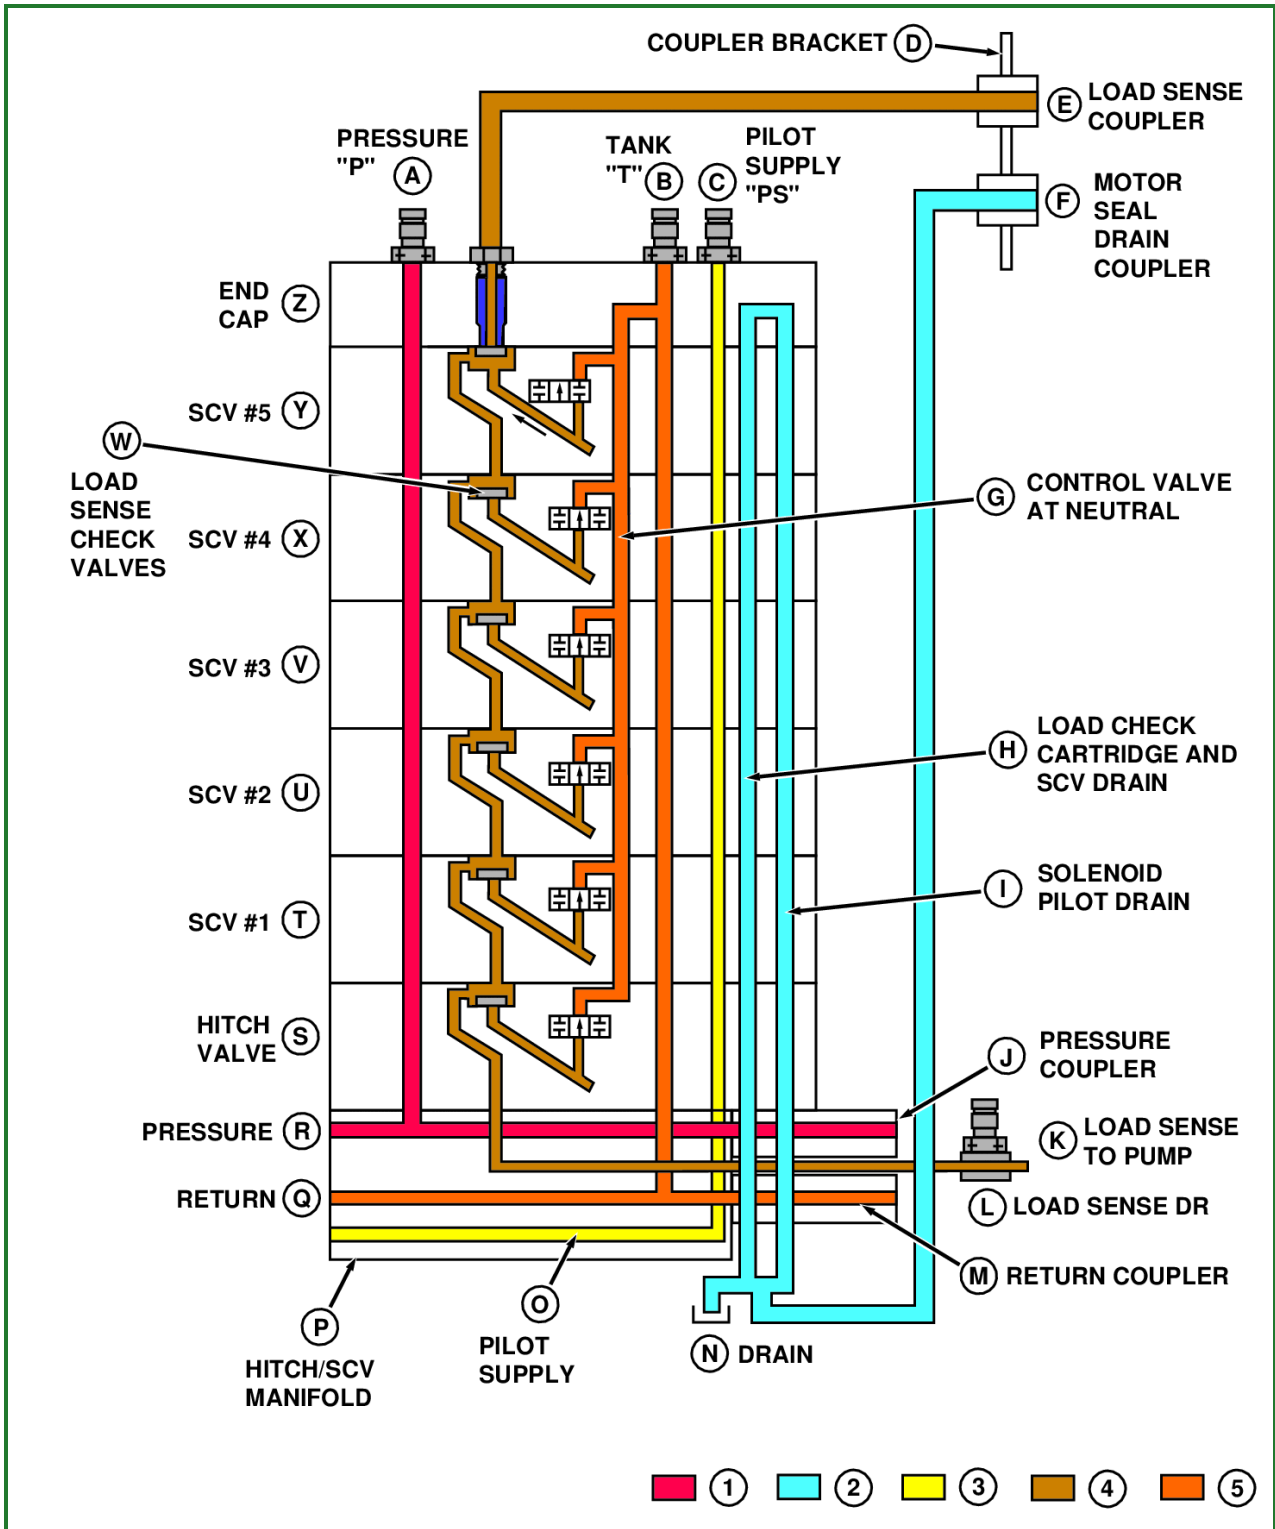 COUPLER BRACKET D
E LOAD SENSE
COUPLER
PRESSURE
"P"
A
TANK
"T"
B
C
PILOT
SUPPLY
"PS"
F
MOTOR
SEAL
DRAIN
COUPLER
END
CAP
Z
SCV #5 Y
W
LOAD
SENSE
CHECK
VALVES
SCV #4 X
G
CONTROL VALVE
AT NEUTRAL
SCV #3 V
H
LOAD CHECK
CARTRIDGE AND
SCV DRAIN
SCV #2 U
I
SOLENOID
PILOT DRAIN
SCV #1 T
HITCH
VALVE
S
J
PRESSURE
COUPLER
PRESSURE R
K
LOAD SENSE
TO PUMP
RETURN Q
L LOAD SENSE DR
M RETURN COUPLER
O
PILOT
SUPPLY
P
HITCH/SCV
MANIFOLD
N DRAIN
1 2 3 4 5